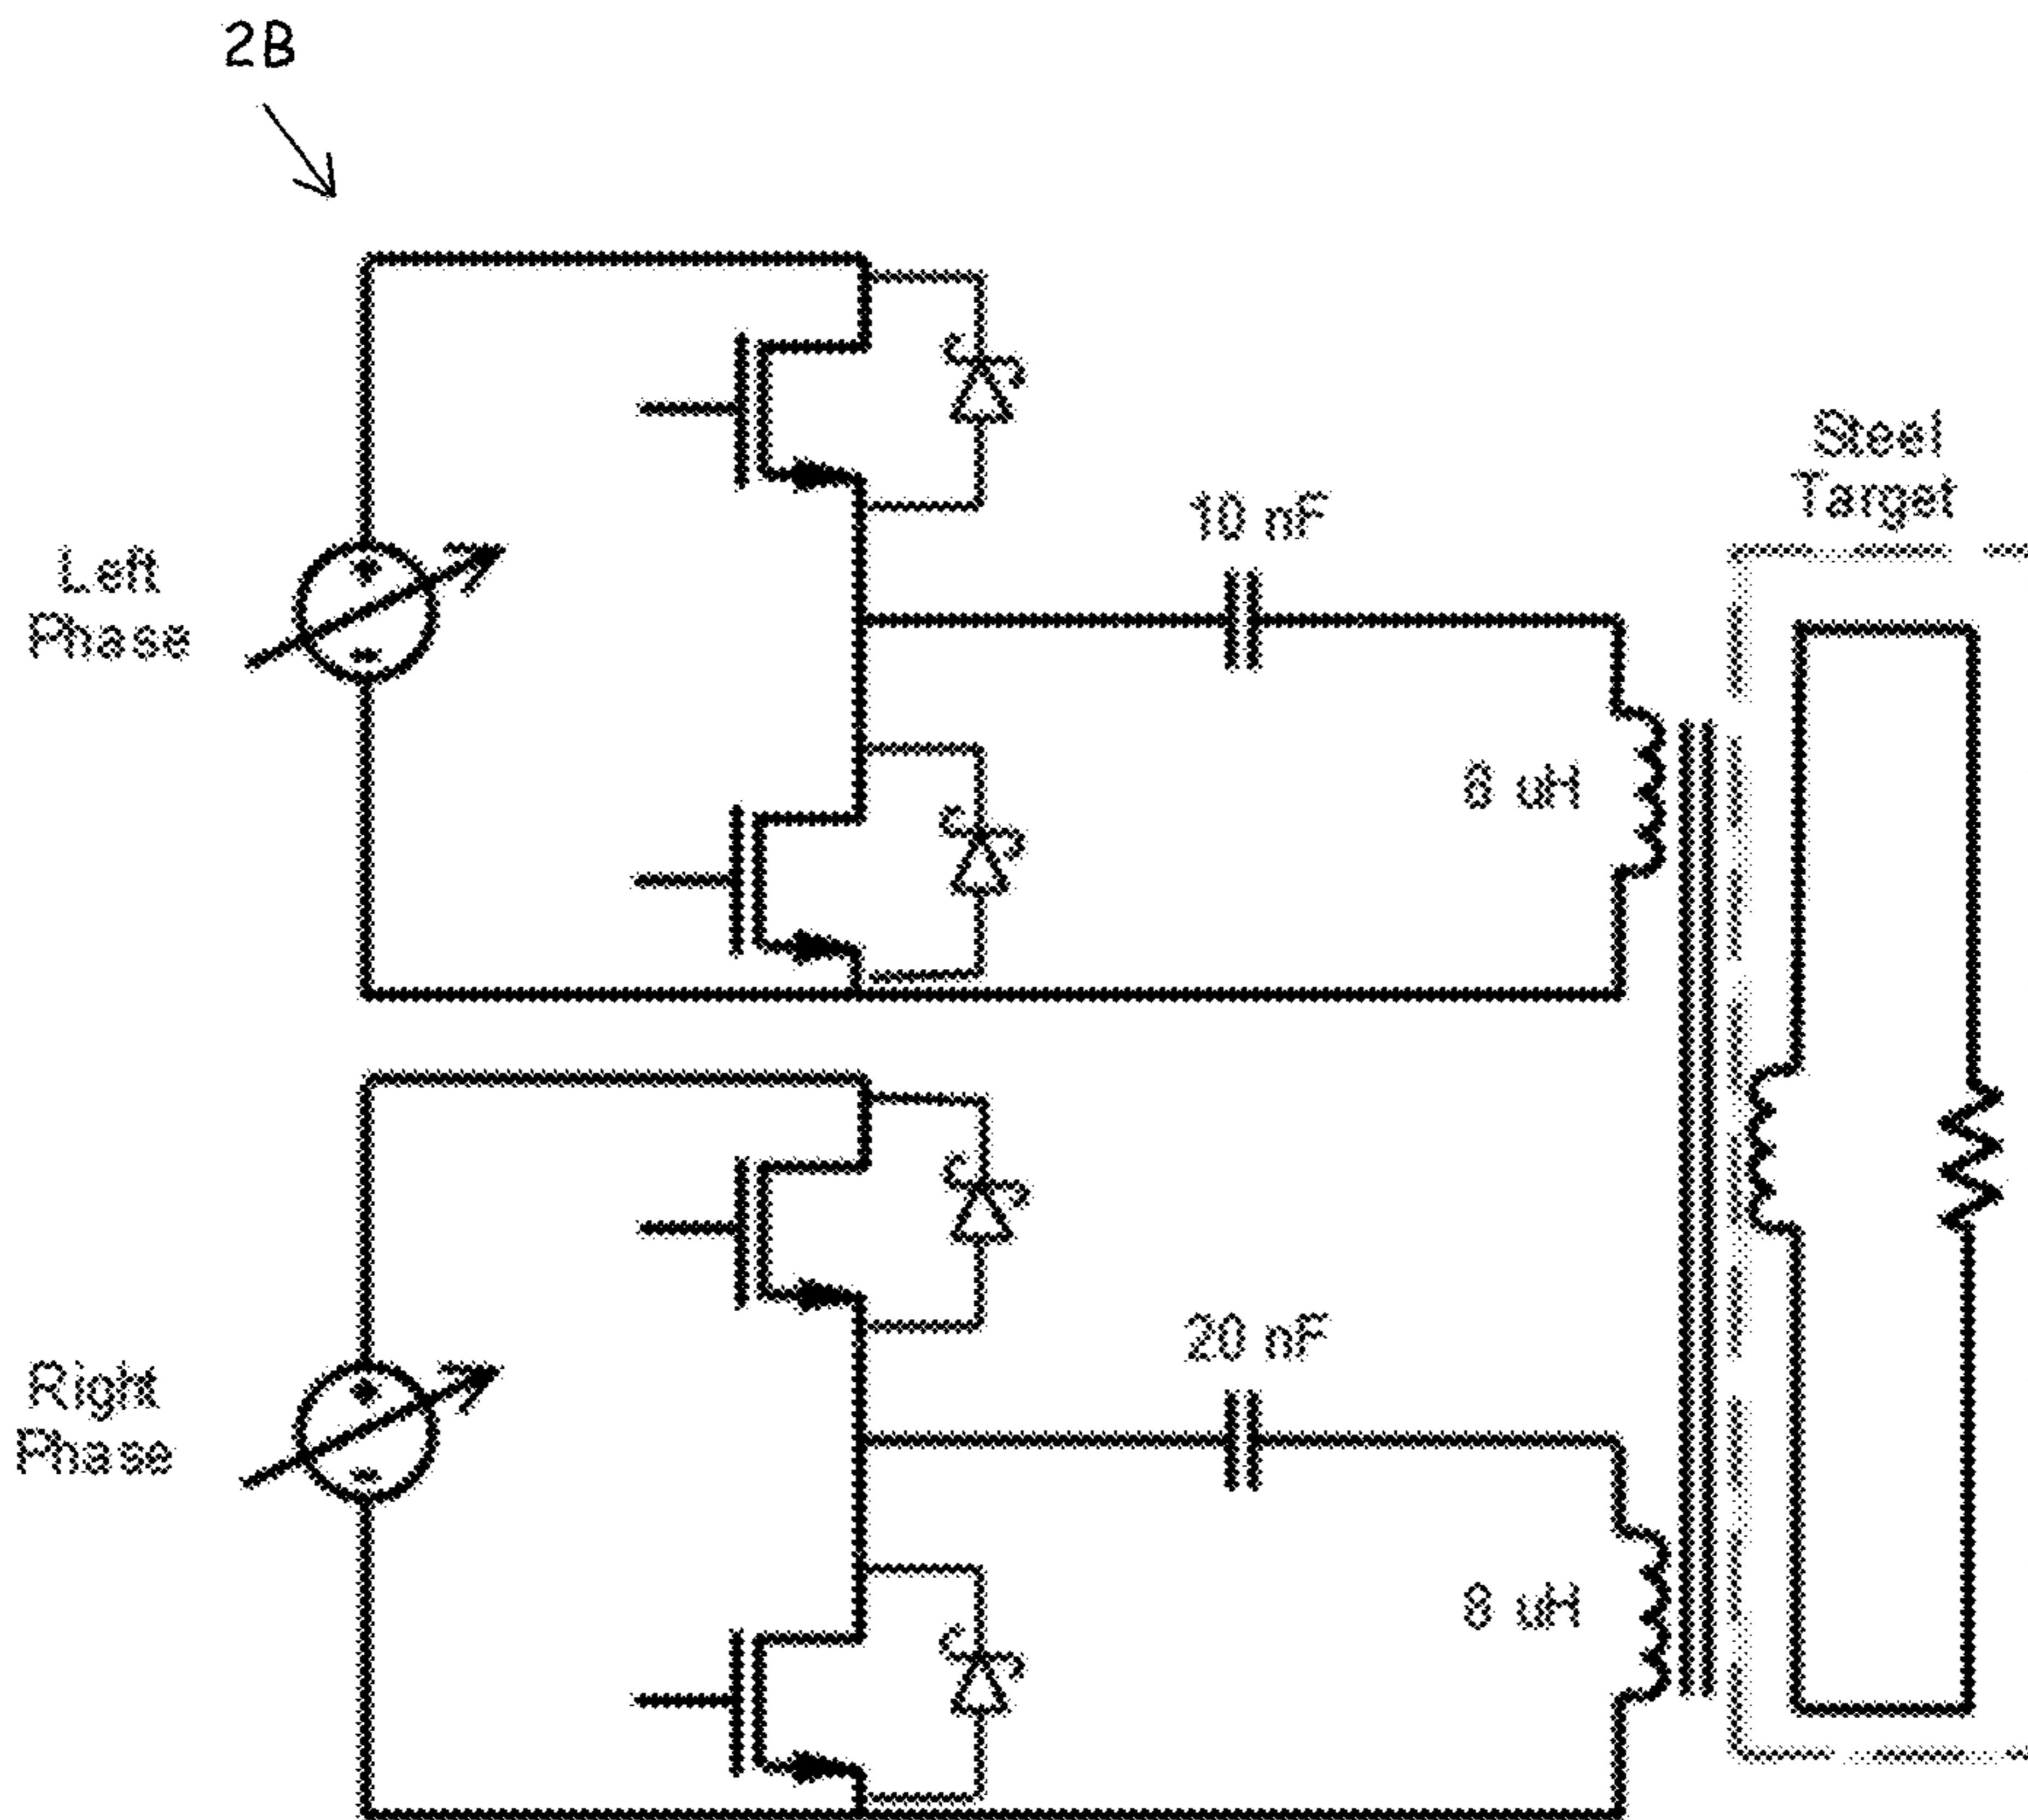 2B
Steel
Target
10 nF
Left
Phase
8 uH
20 nF
Right
Phase
8 uH